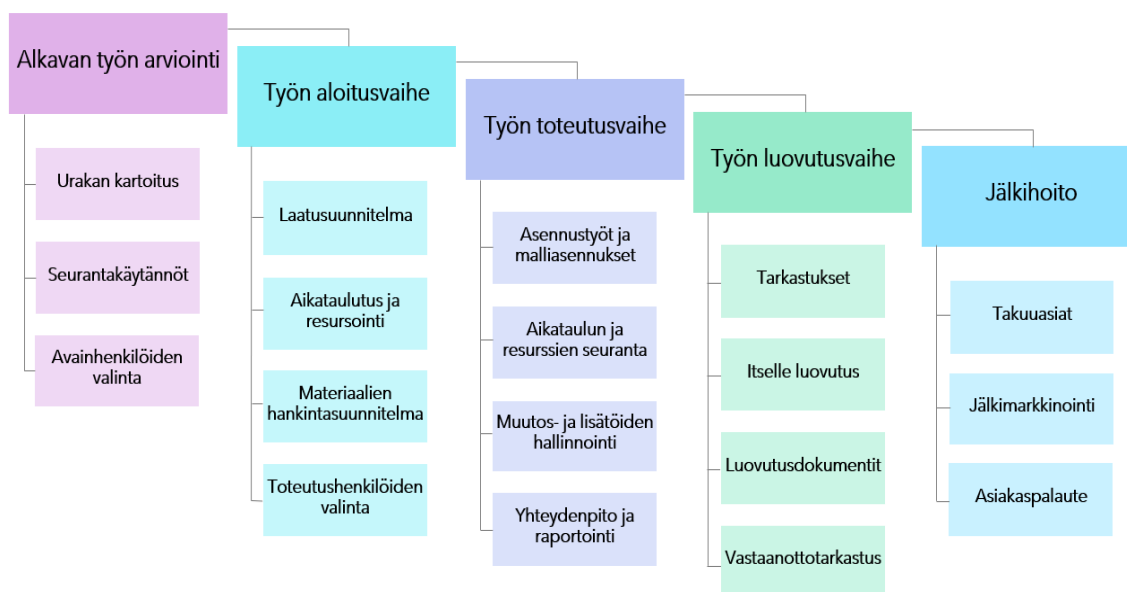 Alkavan työn arviointi
Urakan kartoitus
Seurantakäytännöt
Avainhenkilöiden
valinta
Työn aloitusvaihe
Laatusuunnitelma
Aikataulutus ja
resursointi
Materiaalien
hankintasuunnitelma
Toteutushenkilöiden
valinta
Työn toteutusvaihe
Asennustyöt ja
malliasennukset
Aikataulun ja
resurssien seuranta
Muutos- ja lisätöiden
hallinnointi
Yhteydenpito ja
raportointi
Työn luovutusvaihe
Tarkastukset
Itselle luovutus
Luovutusdokumentit
Vastaanottotarkastus
Jälkihoito
Takuuasiat
Jälkimarkkinointi
Asiakaspalaute